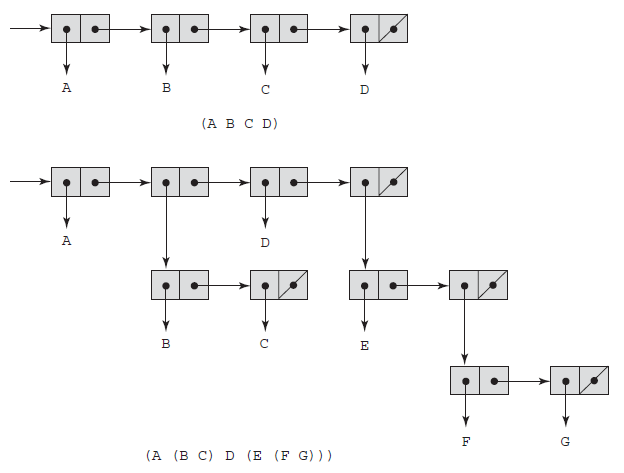 A B C D
(A B C D)
A D
B C E
F G
(A (B C) D (E (F G)))